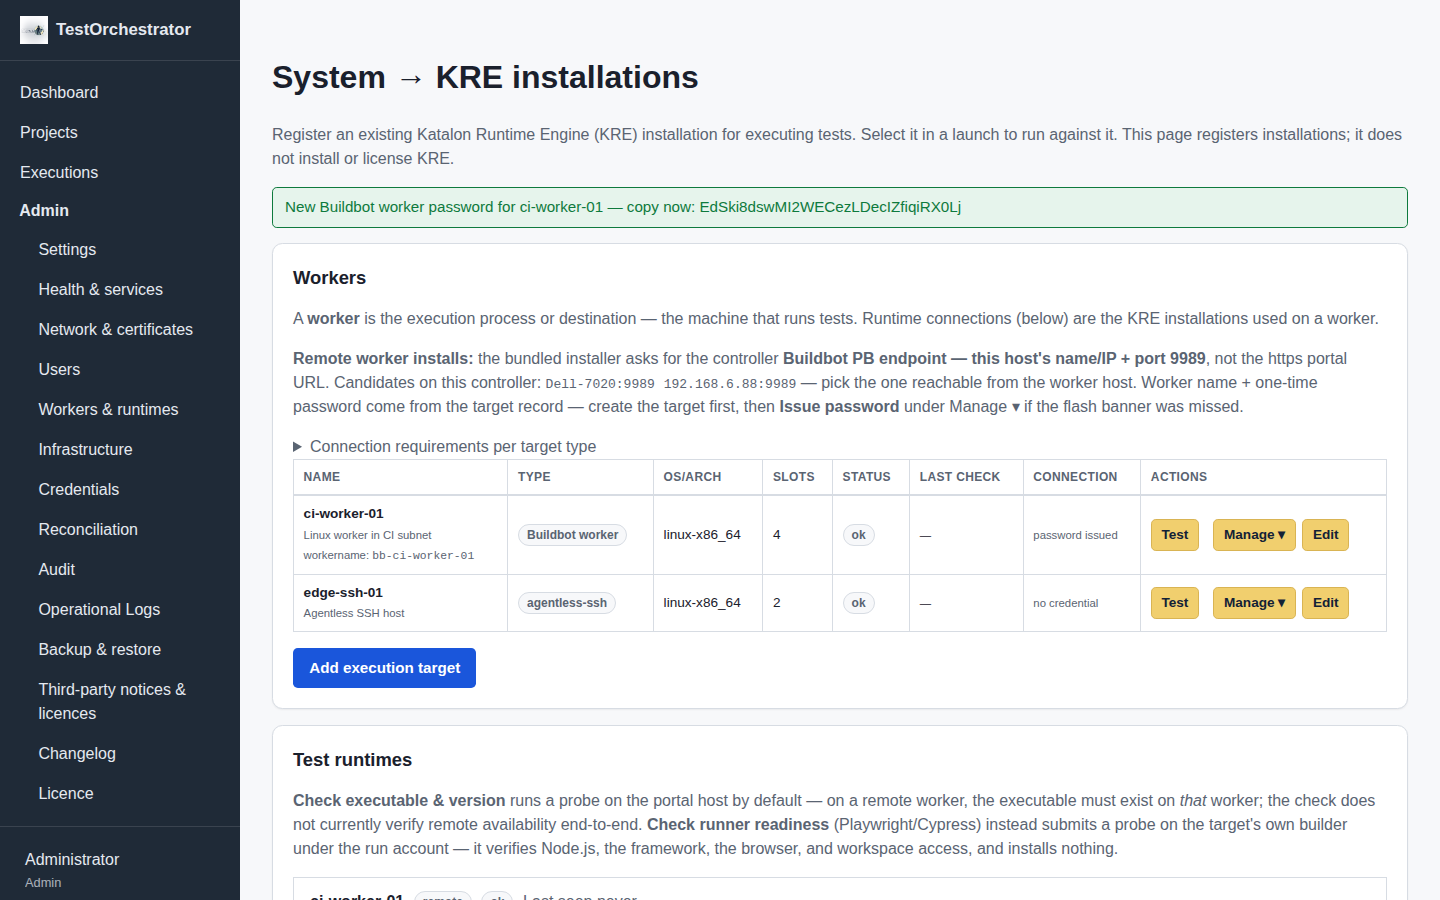 TestOrchestrator
Dashboard
Projects
Executions
Admin
Settings
Health & services
Network & certificates
Users
Workers & runtimes
Infrastructure
Credentials
Reconciliation
Audit
Operational Logs
Backup & restore
Third-party notices &
licences
Changelog
Licence
Administrator
Admin
System → KRE installations
Register an existing Katalon Runtime Engine (KRE) installation for executing tests. Select it in a launch to run against it. This page registers installations; it does
not install or license KRE.
New Buildbot worker password for ci-worker-01 — copy now: EdSki8dswMI2WECezLDecIZfiqiRX0Lj
Workers
A worker is the execution process or destination — the machine that runs tests. Runtime connections (below) are the KRE installations used on a worker.
Remote worker installs: the bundled installer asks for the controller Buildbot PB endpoint — this host's name/IP + port 9989, not the https portal
URL. Candidates on this controller: Dell-7020:9989 192.168.6.88:9989 — pick the one reachable from the worker host. Worker name + one-time
password come from the target record — create the target first, then Issue password under Manage ▾ if the flash banner was missed.
▶ Connection requirements per target type
NAME TYPE OS/ARCH SLOTS STATUS LAST CHECK CONNECTION ACTIONS
ci-worker-01
Linux worker in CI subnet
workername: bb-ci-worker-01
Buildbot worker linux-x86_64 4 ok — password issued Test Manage ▾ Edit
edge-ssh-01
Agentless SSH host
agentless-ssh linux-x86_64 2 ok — no credential Test Manage ▾ Edit
Add execution target
Test runtimes
Check executable & version runs a probe on the portal host by default — on a remote worker, the executable must exist on that worker; the check does
not currently verify remote availability end-to-end. Check runner readiness (Playwright/Cypress) instead submits a probe on the target's own builder
under the run account — it verifies Node.js, the framework, the browser, and workspace access, and installs nothing.
ci-worker-01 remote ok Last seen never